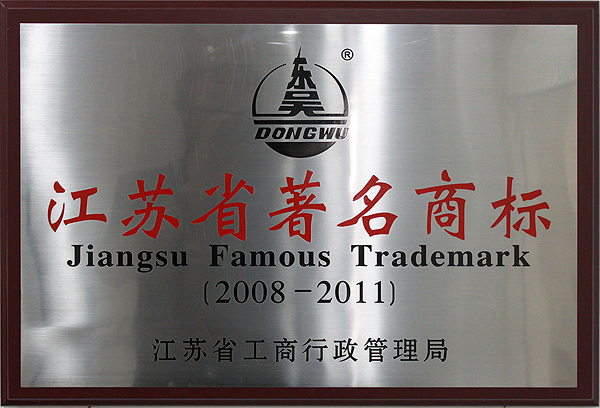 东吴
®
DONGWU
江苏省著名商标
Jiangsu Famous Trademark
(2008-2011)
江苏省工商行政管理局